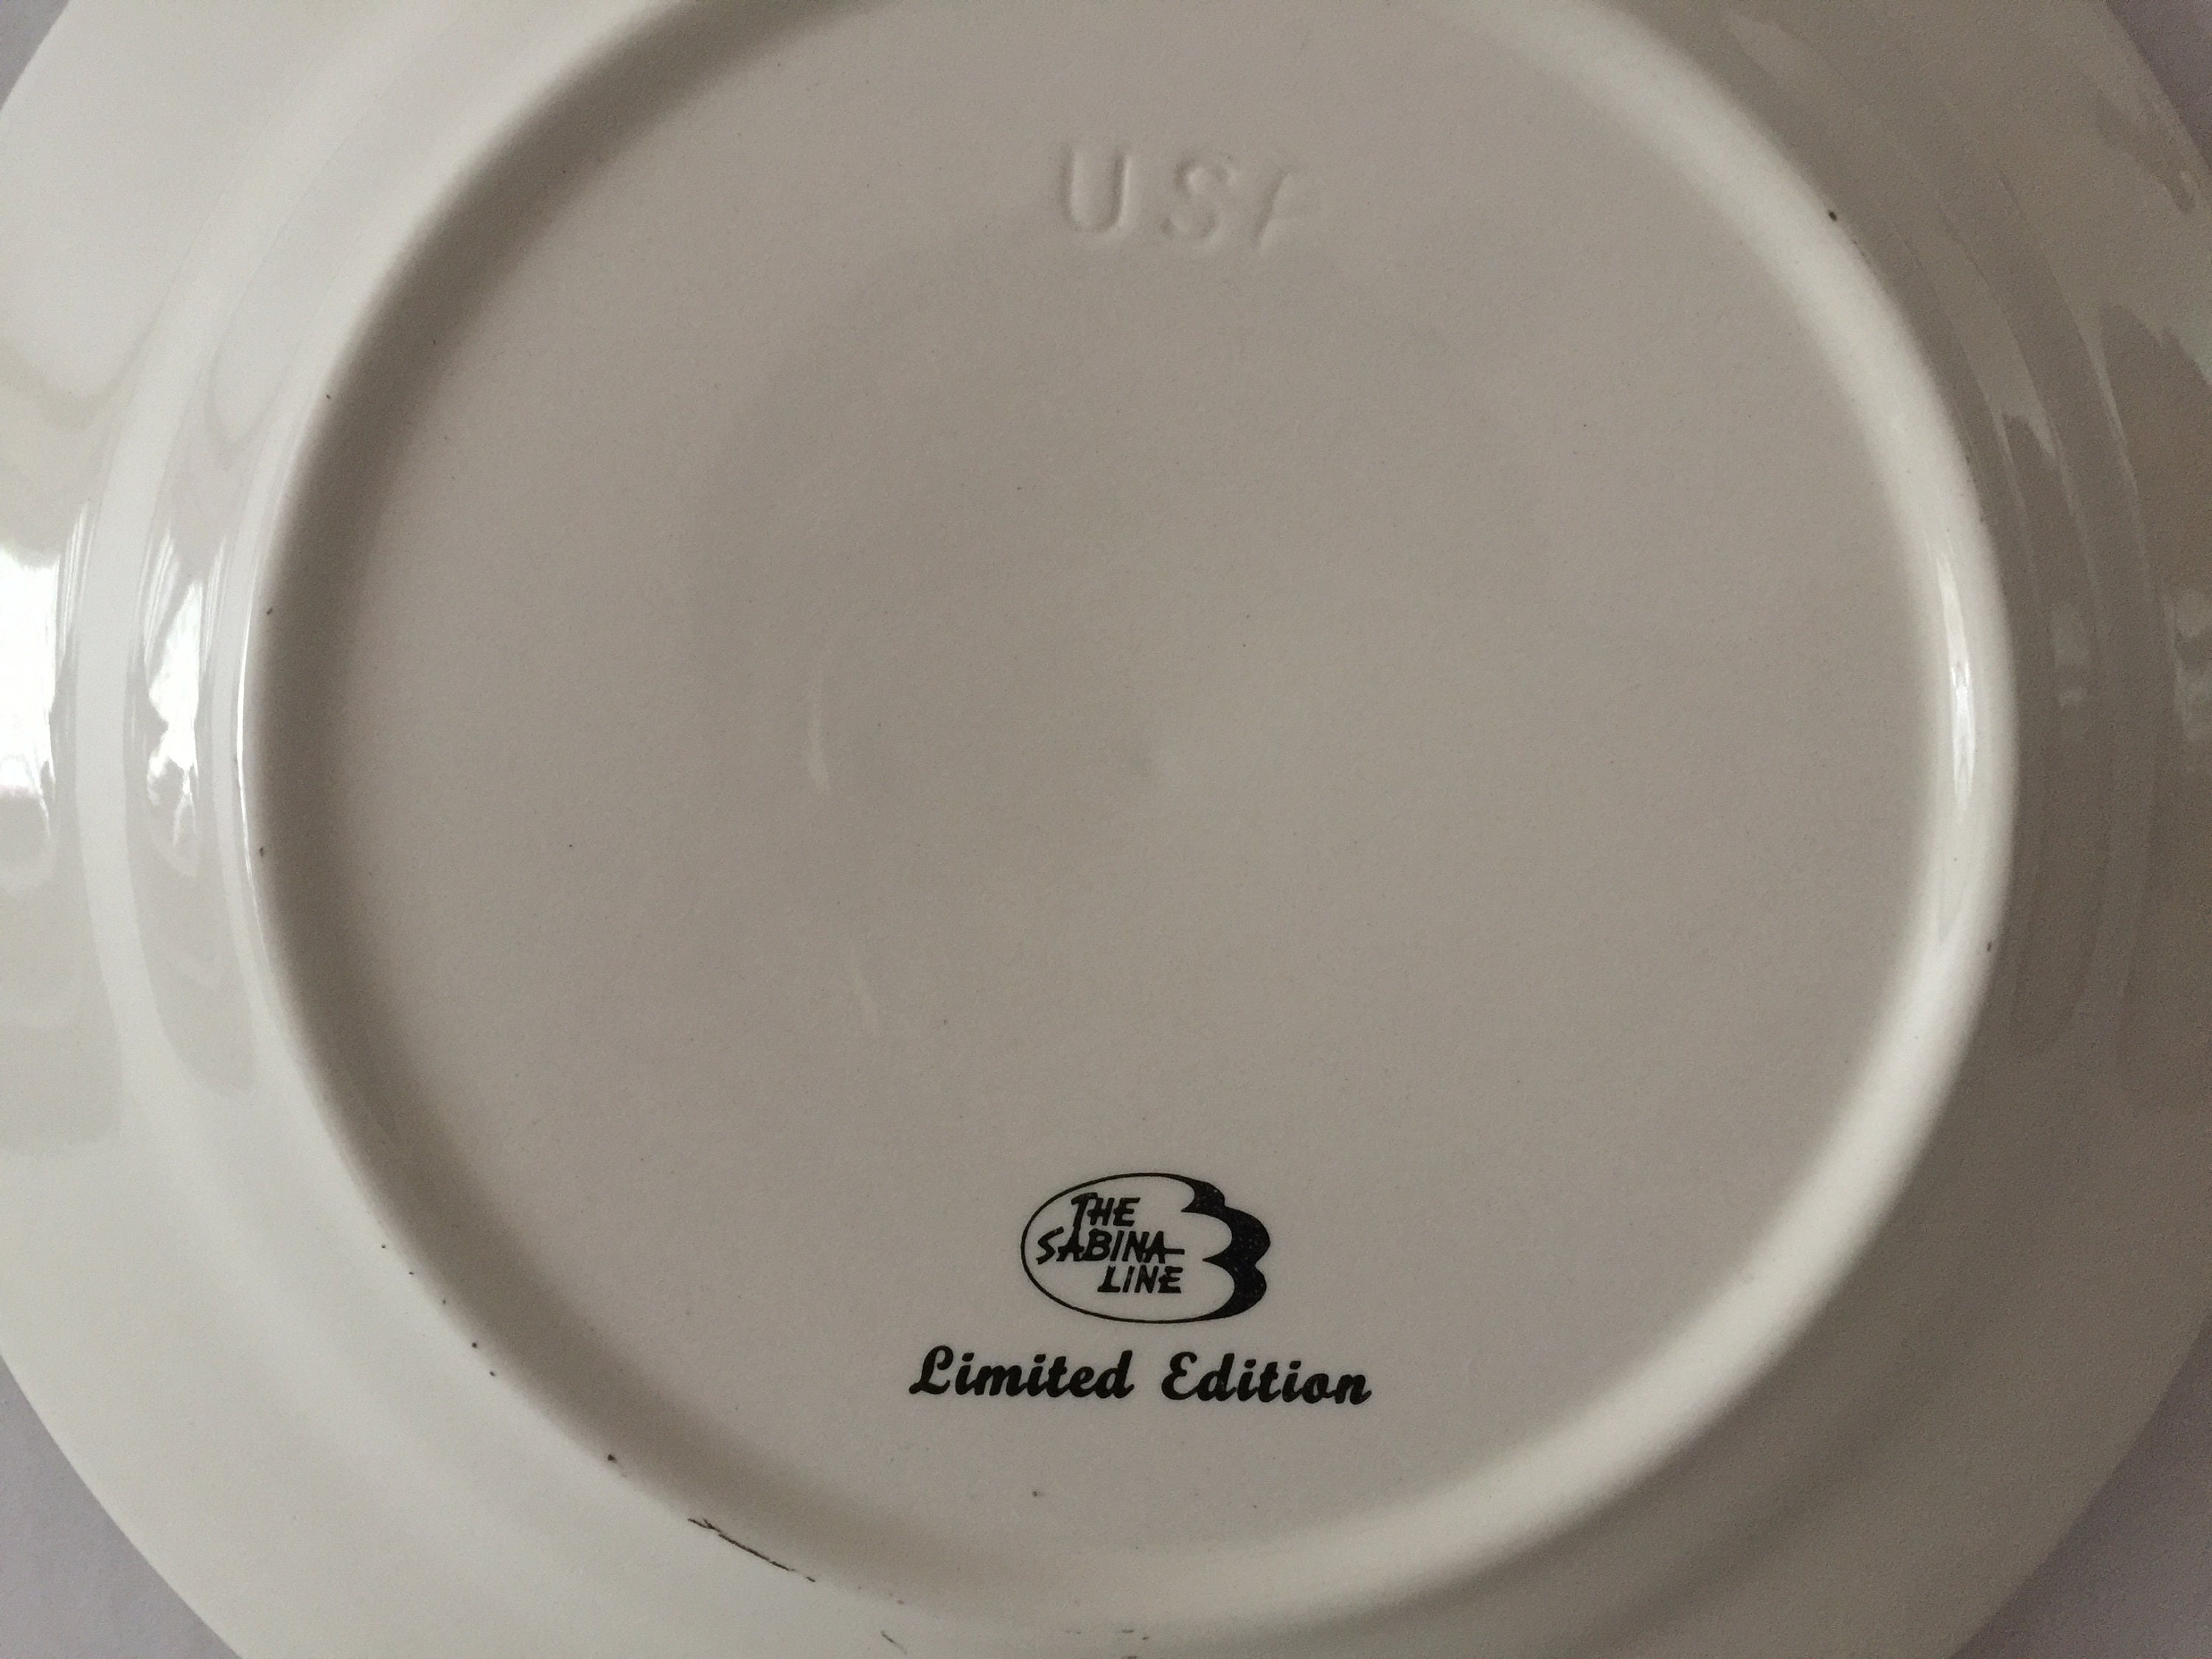 USA
THE
SABINA
LINE
Limited Edition